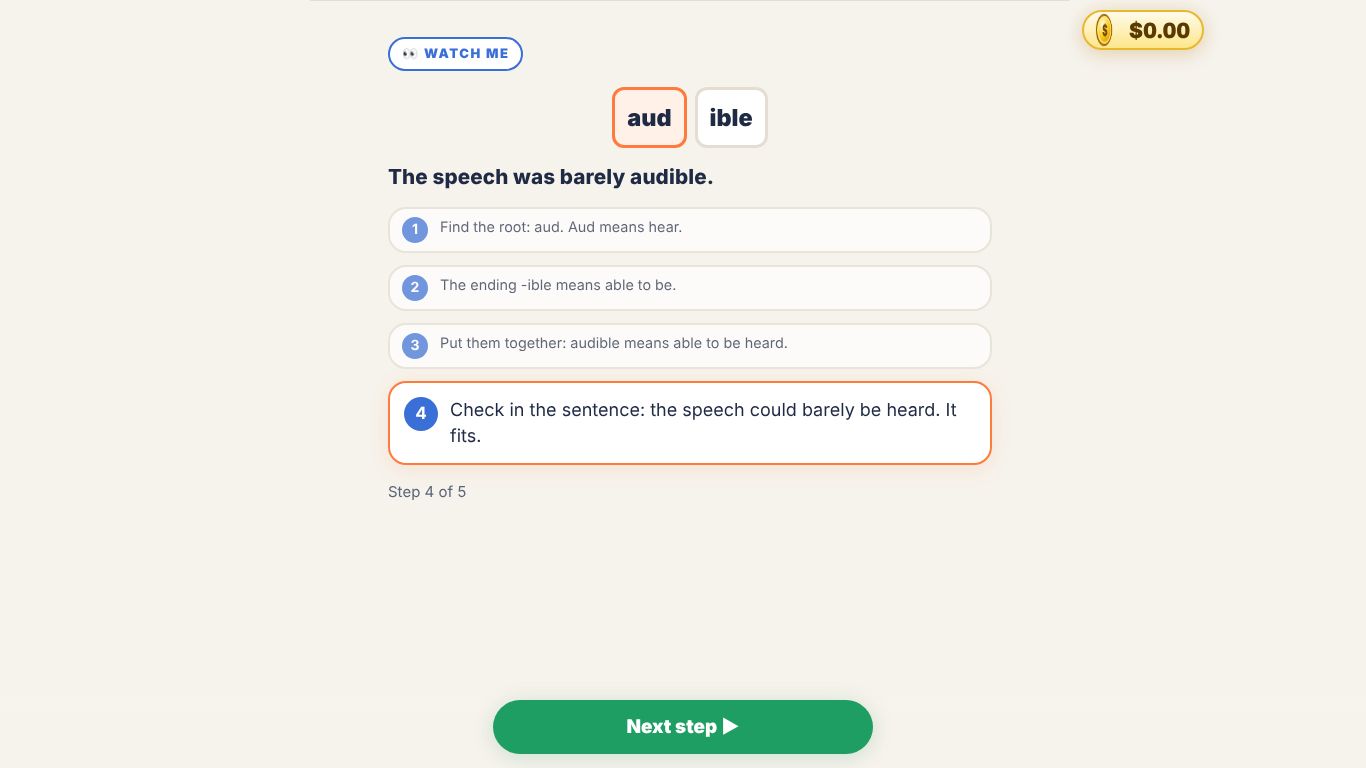 $0.00
👀 WATCH ME
aud ible
The speech was barely audible.
1 Find the root: aud. Aud means hear.
2 The ending -ible means able to be.
3 Put them together: audible means able to be heard.
4 Check in the sentence: the speech could barely be heard. It
fits.
Step 4 of 5
Next step ▶